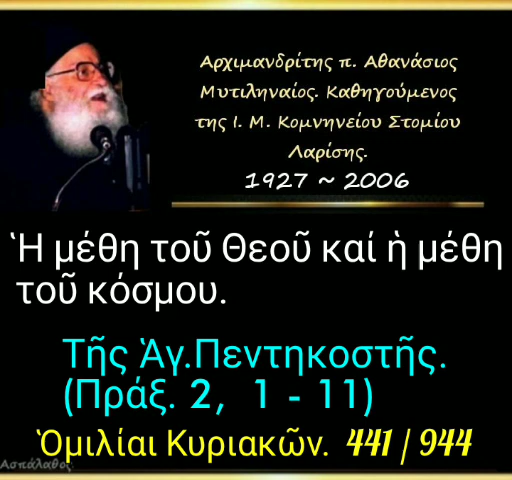 Αρχιμανδρίτης π. Αθανάσιος
Μυτιληναίος. Καθηγούμενος
της Ι. Μ. Κομνηνείου Στομίου
Λαρίσης.
1927 ~ 2006
Ἡ μέθη τοῦ Θεοῦ καί ἡ μέθη
τοῦ κόσμου.
Τῆς Ἁγ.Πεντηκοστῆς.
(Πράξ. 2, 1 - 11)
Ὁμιλίαι Κυριακῶν. 441 / 944
Ασπάλαθος